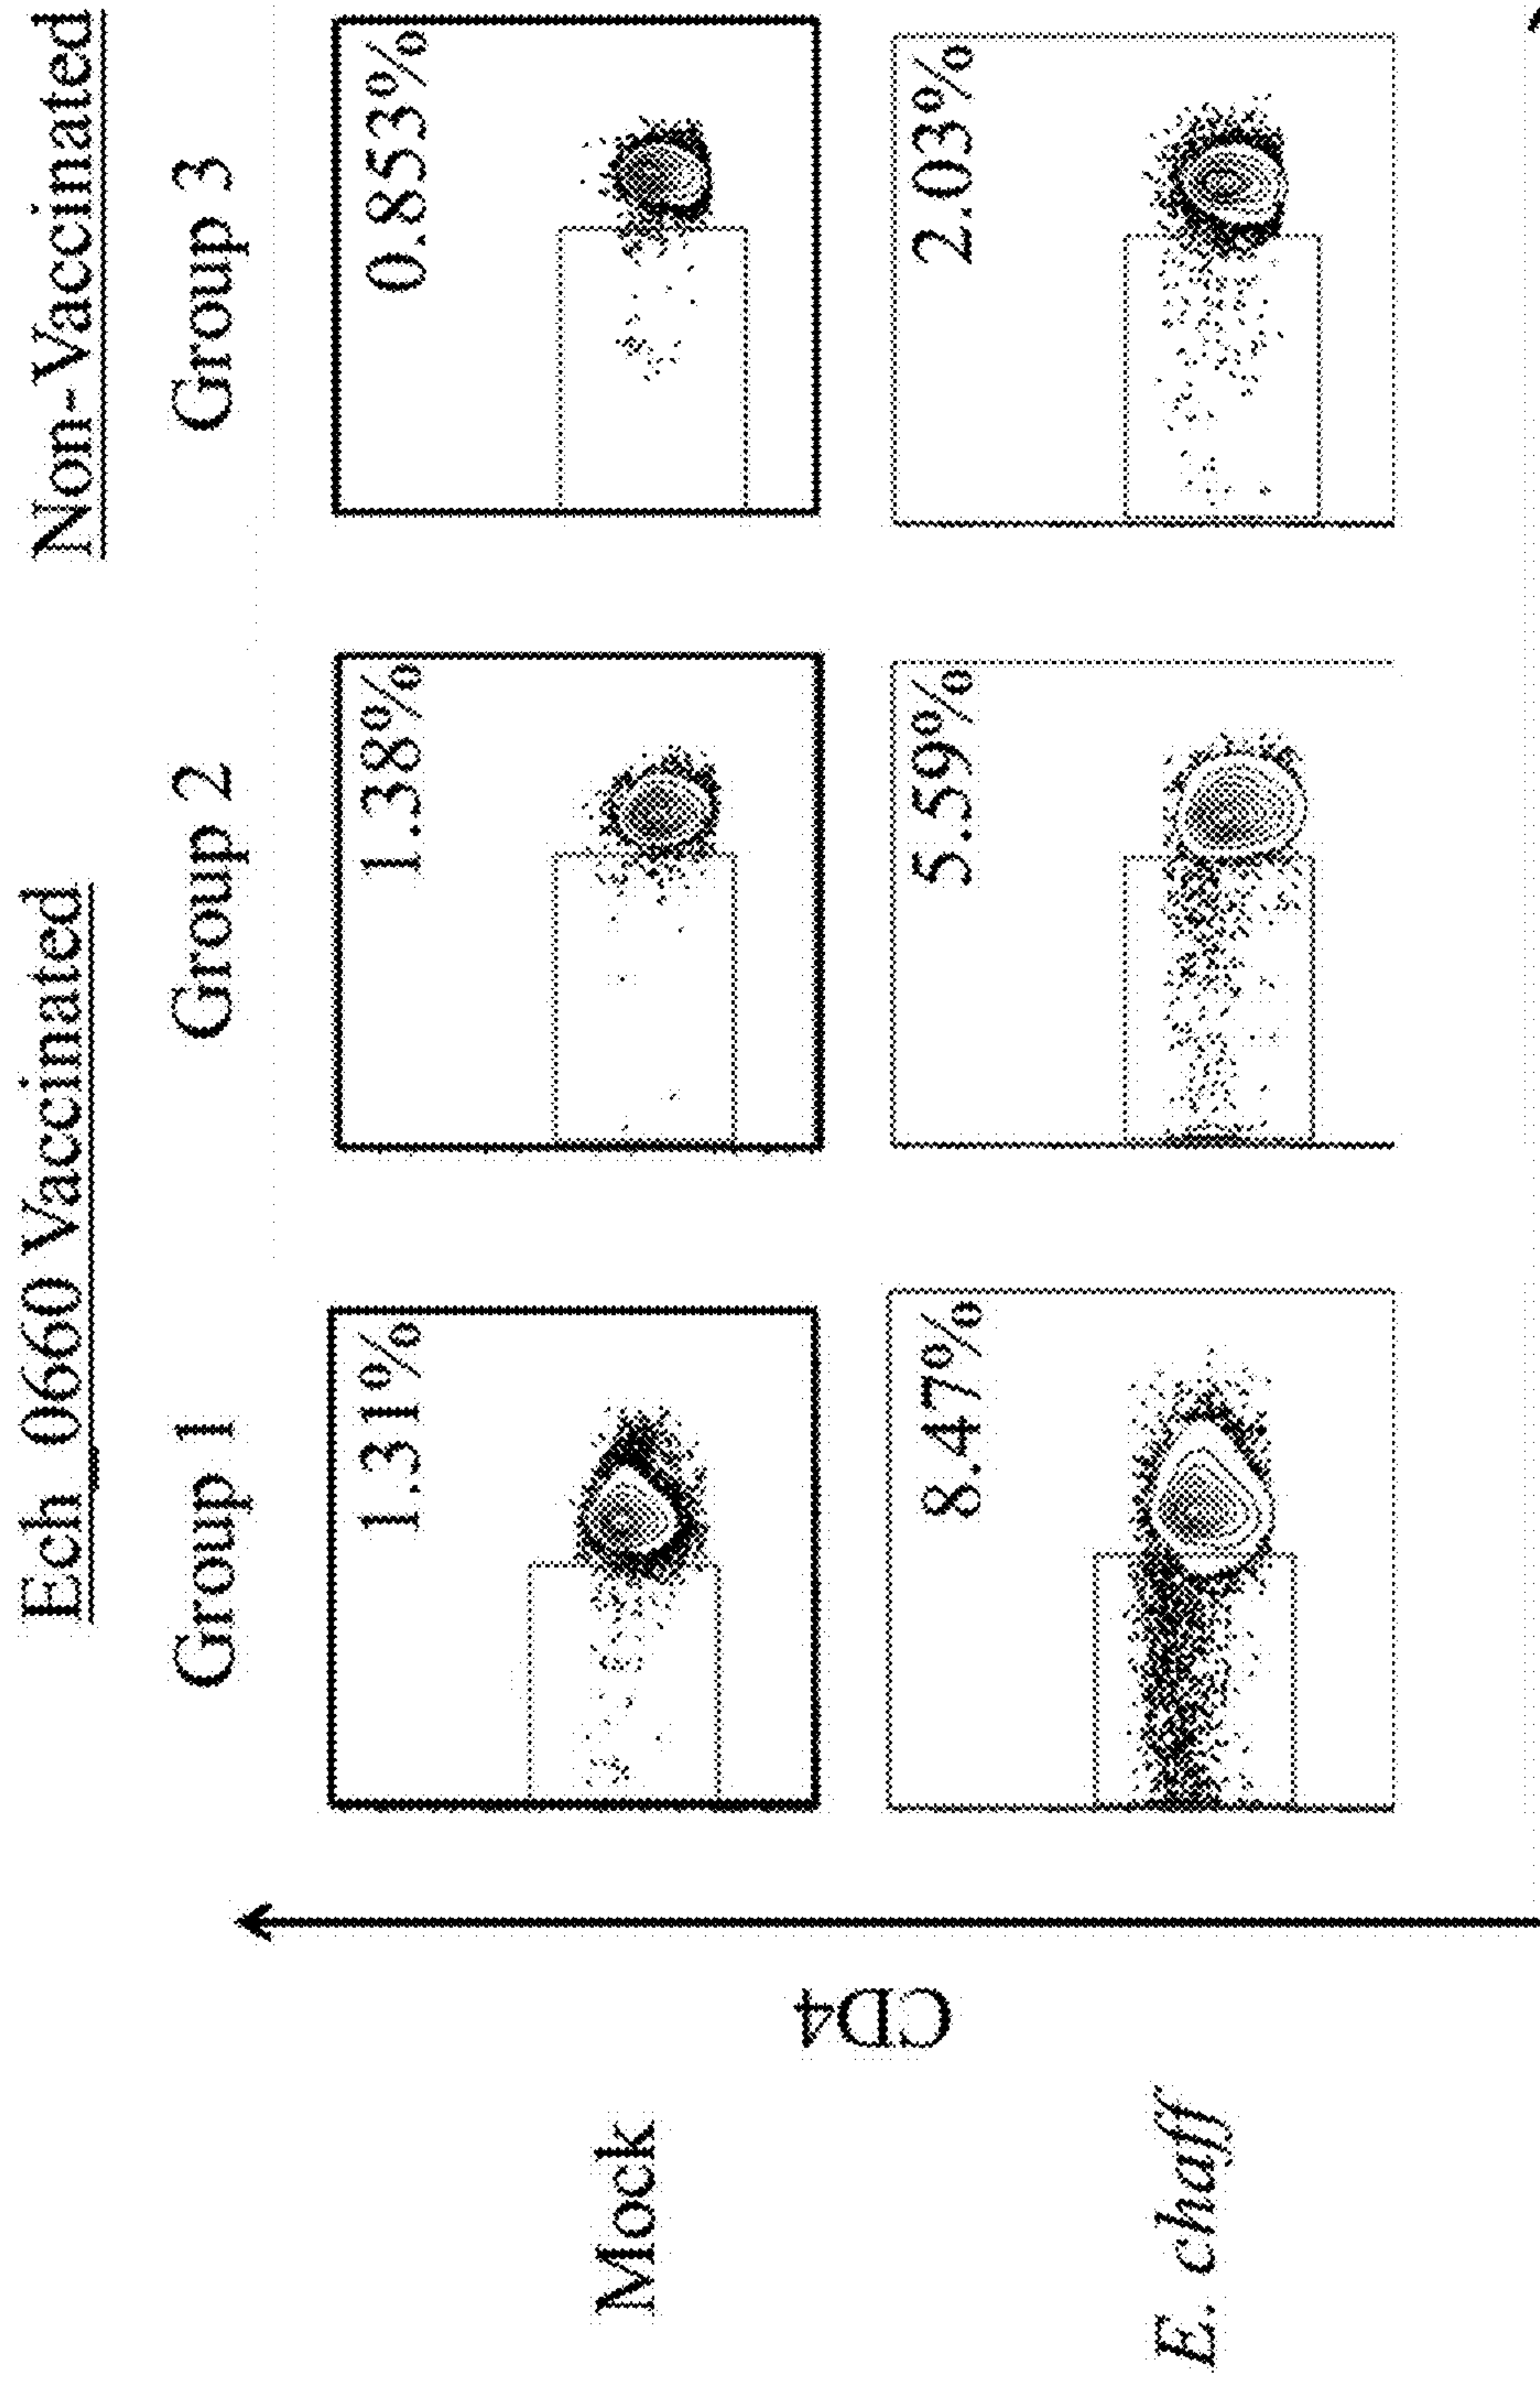 Ech_0660 Vaccinated
Non-Vaccinated
Group 1
Group 2
Group 3
Mock
1.31%
1.38%
0.853%
CD4
E. chaff
8.47%
5.59%
2.03%